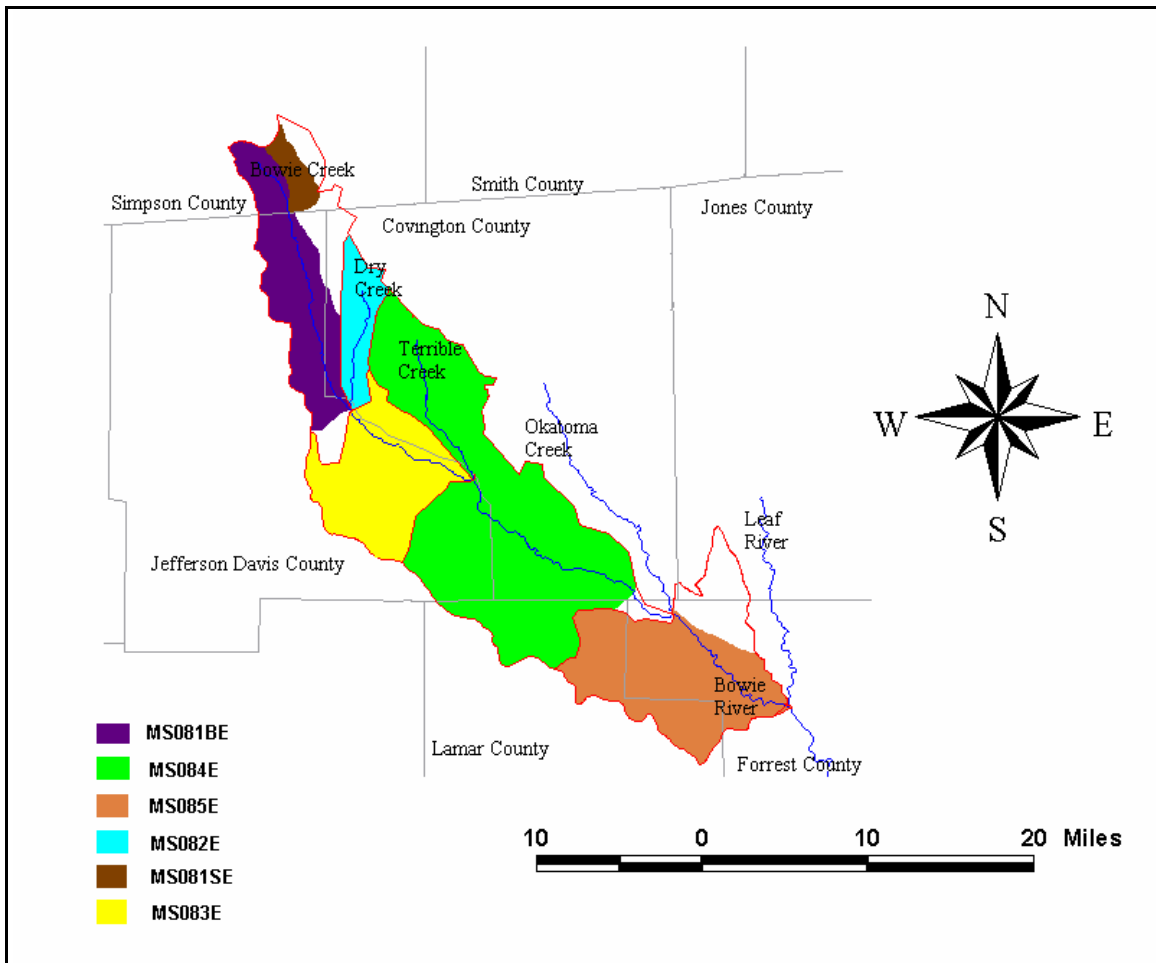 Bowie Creek
Smith County
Simpson County
Jones County
Covington County
Dry
Creek
N
Terrible
Creek
W
E
Okatoma
Creek
S
Leaf
River
Jefferson Davis County
Bowie
River
MS081BE
Lamar County
Forrest County
MS084E
MS085E
MS082E
MS081SE
MS083E
10 0 10 20 Miles